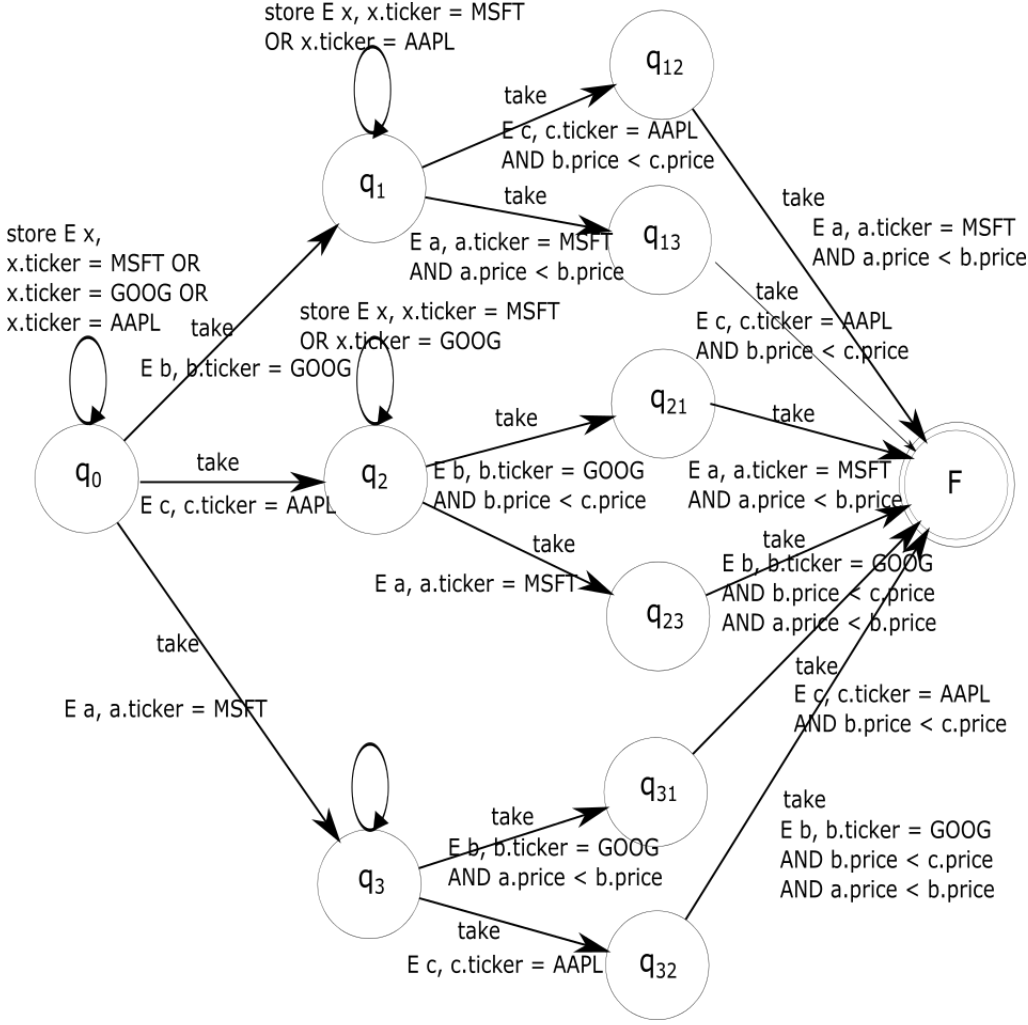 store E x, x.ticker = MSFT
OR x.ticker = AAPL
q12
take
E c, c.ticker = AAPL
AND b.price < c.price
q1
take
E a, a.ticker = MSFT
AND a.price < b.price
q13
take
E a, a.ticker = MSFT
AND a.price < b.price
store E x,
x.ticker = MSFT OR
x.ticker = GOOG OR
x.ticker = AAPL
take
E b, b.ticker = GOOG
take
E c, c.ticker = AAPL
AND b.price < c.price
store E x, x.ticker = MSFT
OR x.ticker = GOOG
q21
take
E b, b.ticker = GOOG
AND b.price < c.price
take
E a, a.ticker = MSFT
AND a.price < b.price
q0
take
E c, c.ticker = AAPL
q2
F
take
E a, a.ticker = MSFT
q23
take
E b, b.ticker = GOOG
AND b.price < c.price
AND a.price < b.price
take
E a, a.ticker = MSFT
take
E c, c.ticker = AAPL
AND b.price < c.price
q31
take
E b, b.ticker = GOOG
AND a.price < b.price
q3
take
E b, b.ticker = GOOG
AND b.price < c.price
AND a.price < b.price
take
E c, c.ticker = AAPL
q32